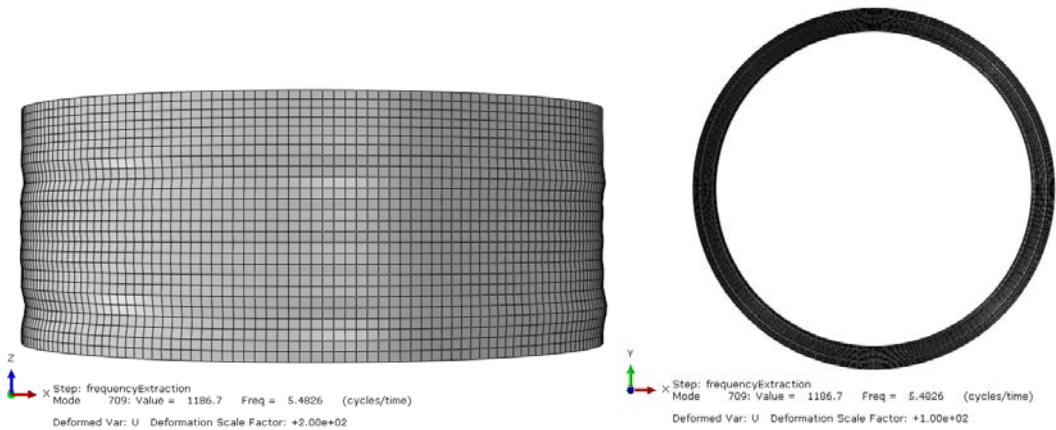 Z
X
Step: frequencyExtraction
Mode 709: Value = 1186.7 Freq = 5.4826 (cycles/time)
Deformed Var: U Deformation Scale Factor: +2.00e+02
Y
X
Step: frequencyExtraction
Mode 709: Value = 1186.7 Freq = 5.4826 (cycles/time)
Deformed Var: U Deformation Scale Factor: +1.00e+02